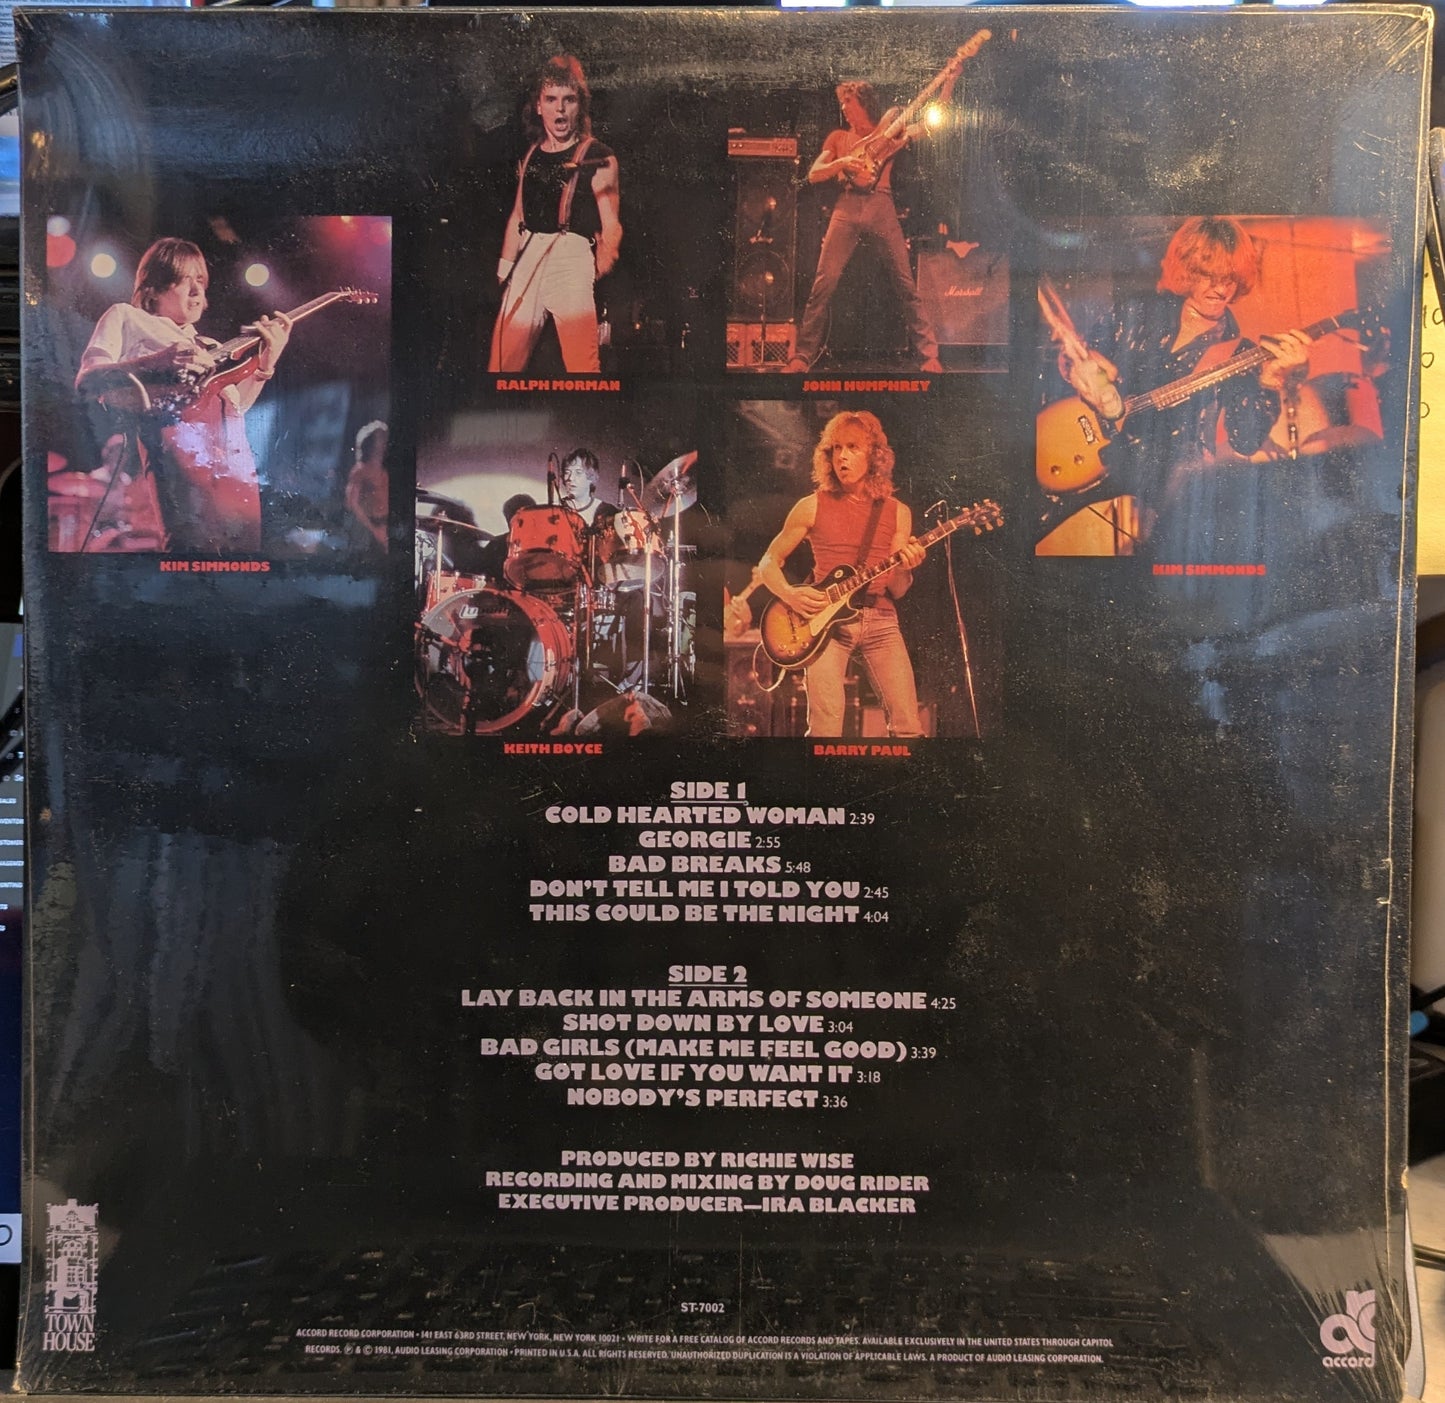 RALPH MORMAN
JOHN HUMPHREY
Marshall
KIM SIMMONDS
KIM SIMMONDS
Ludwig
KEITH BOYCE
BARRY PAUL
SIDE 1
COLD HEARTED WOMAN 2:39
GEORGIE 2:55
BAD BREAKS 5:48
DON'T TELL ME I TOLD YOU 2:45
THIS COULD BE THE NIGHT 4:04
SIDE 2
LAY BACK IN THE ARMS OF SOMEONE 4:25
SHOT DOWN BY LOVE 3:04
BAD GIRLS (MAKE ME FEEL GOOD) 3:39
GOT LOVE IF YOU WANT IT 3:18
NOBODY'S PERFECT 3:36
PRODUCED BY RICHIE WISE
RECORDING AND MIXING BY DOUG RIDER
EXECUTIVE PRODUCER—IRA BLACKER
TOWN
HOUSE
ST-7002
ACCORD RECORD CORPORATION • 141 EAST 63RD STREET, NEW YORK, NEW YORK 10021 • WRITE FOR A FREE CATALOG OF ACCORD RECORDS AND TAPES. AVAILABLE EXCLUSIVELY IN THE UNITED STATES THROUGH CAPITOL
RECORDS. ℗ & © 1981, AUDIO LEASING CORPORATION • PRINTED IN U.S.A. ALL RIGHTS RESERVED. UNAUTHORIZED DUPLICATION IS A VIOLATION OF APPLICABLE LAWS. A PRODUCT OF AUDIO LEASING CORPORATION.
accord